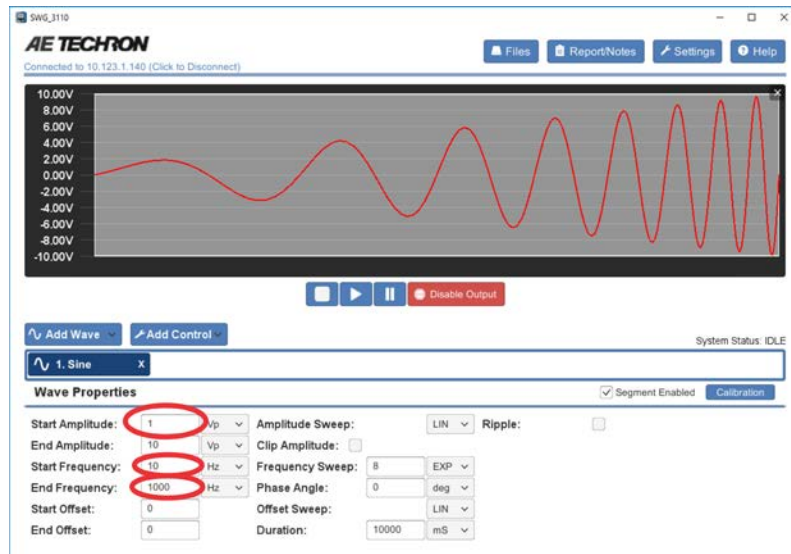 SWG_3110
AE TECHRON
Files Report/Notes Settings Help
Connected to 10.123.1.140 (Click to Disconnect)
10.00V
8.00V
6.00V
4.00V
2.00V
0.00V
-2.00V
-4.00V
-6.00V
-8.00V
-10.00V
Disable Output
Add Wave Add Control
System Status: IDLE
1. Sine X
Wave Properties Segment Enabled Calibration
Start Amplitude: 1 Vp Amplitude Sweep: LIN Ripple:
End Amplitude: 10 Vp Clip Amplitude:
Start Frequency: 10 Hz Frequency Sweep: 8 EXP
End Frequency: 1000 Hz Phase Angle: 0 deg
Start Offset: 0 Offset Sweep: LIN
End Offset: 0 Duration: 10000 mS